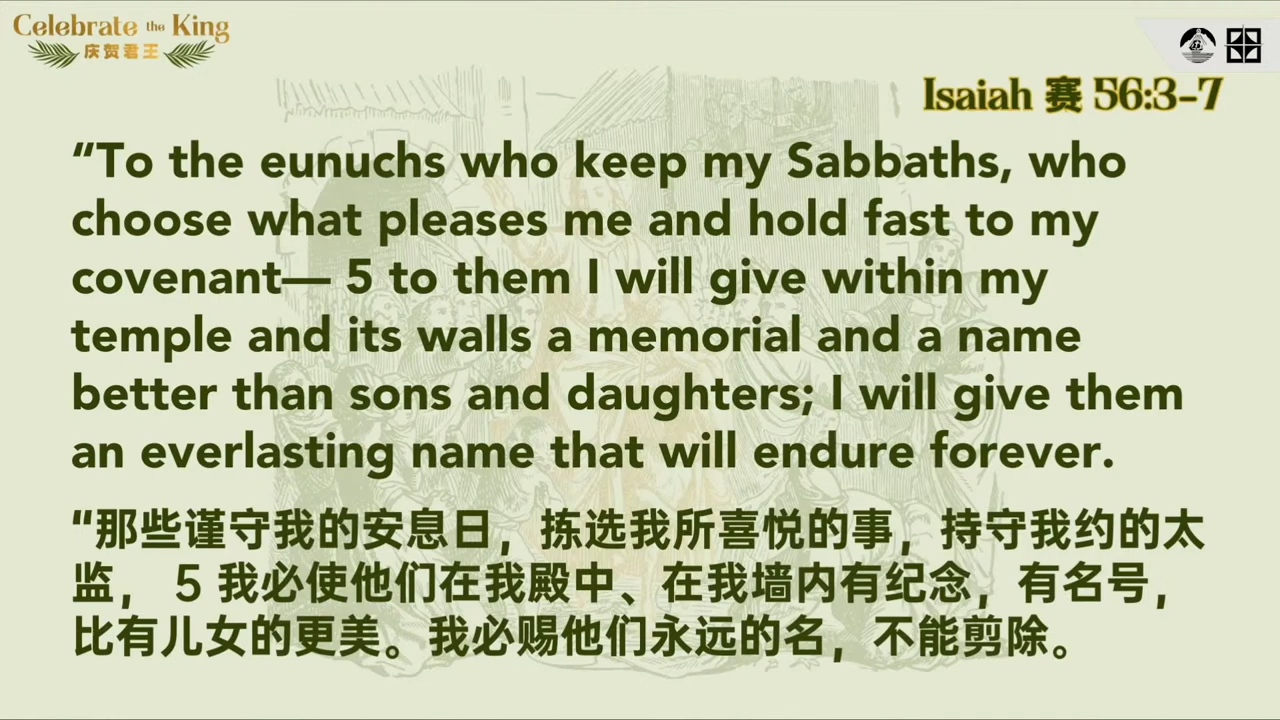 Celebrate the King
庆贺君王
Isaiah 赛 56:3-7
“To the eunuchs who keep my Sabbaths, who
choose what pleases me and hold fast to my
covenant— 5 to them I will give within my
temple and its walls a memorial and a name
better than sons and daughters; I will give them
an everlasting name that will endure forever.
“那些谨守我的安息日，拣选我所喜悦的事，持守我约的太
监， 5 我必使他们在我殿中、在我墙内有纪念，有名号，
比有儿女的更美。我必赐他们永远的名，不能剪除。